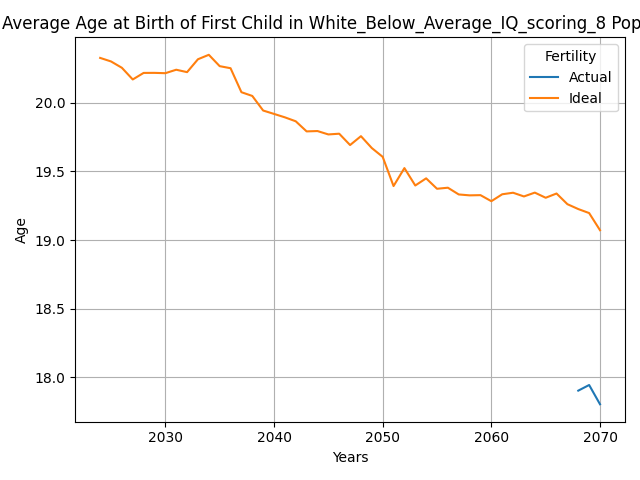 Average Age at Birth of First Child in White_Below_Average_IQ_scoring_8 Pop
Fertility
Actual
Ideal
20.0
19.5
19.0
18.5
18.0
Age
2030 2040 2050 2060 2070
Years